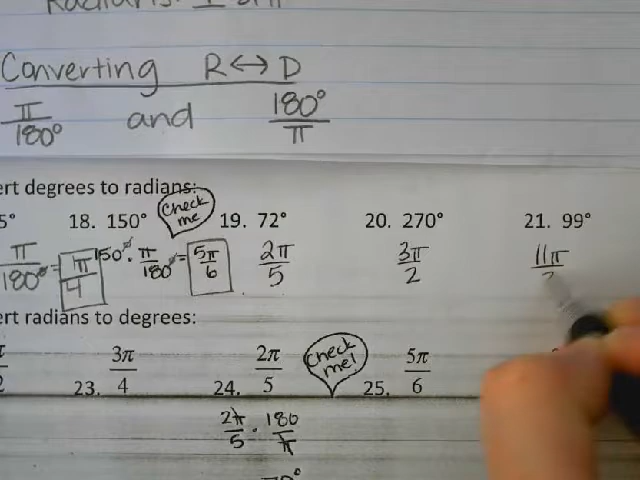 Radians:
Converting R ↔ D
π/180° and 180°/π
ert degrees to radians:
5° 18. 150° check me 19. 72° 20. 270° 21. 99°
π/180° = π/4 150° · π/180° = 5π/6 2π/5 3π/2 11π/
ert radians to degrees:
23. 3π/4 24. 2π/5 check me! 25. 5π/6
2π/5 · 180/π